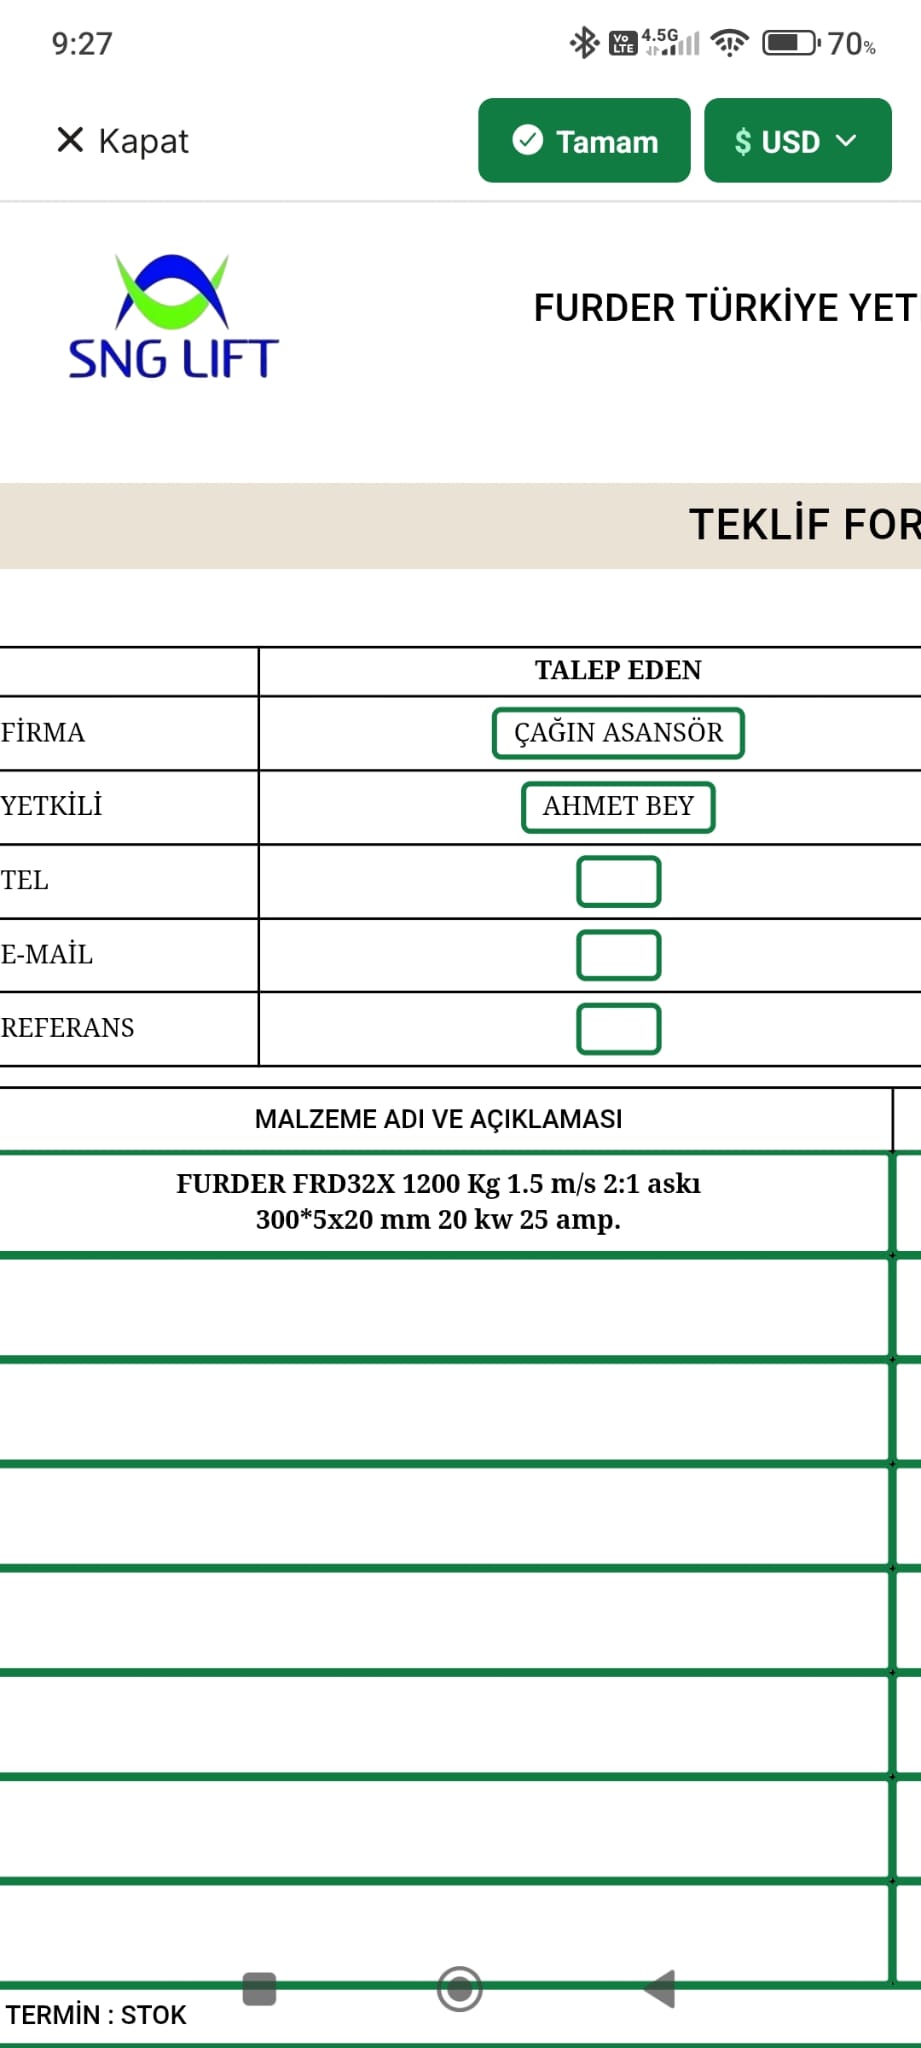 9:27
Vo LTE 4.5G 70%
Kapat
Tamam
$ USD
SNG LIFT
FURDER TÜRKİYE YET
TEKLİF FOR
TALEP EDEN
FİRMA ÇAĞIN ASANSÖR
YETKİLİ AHMET BEY
TEL
E-MAİL
REFERANS
MALZEME ADI VE AÇIKLAMASI
FURDER FRD32X 1200 Kg 1.5 m/s 2:1 askı
300*5x20 mm 20 kw 25 amp.
TERMİN : STOK